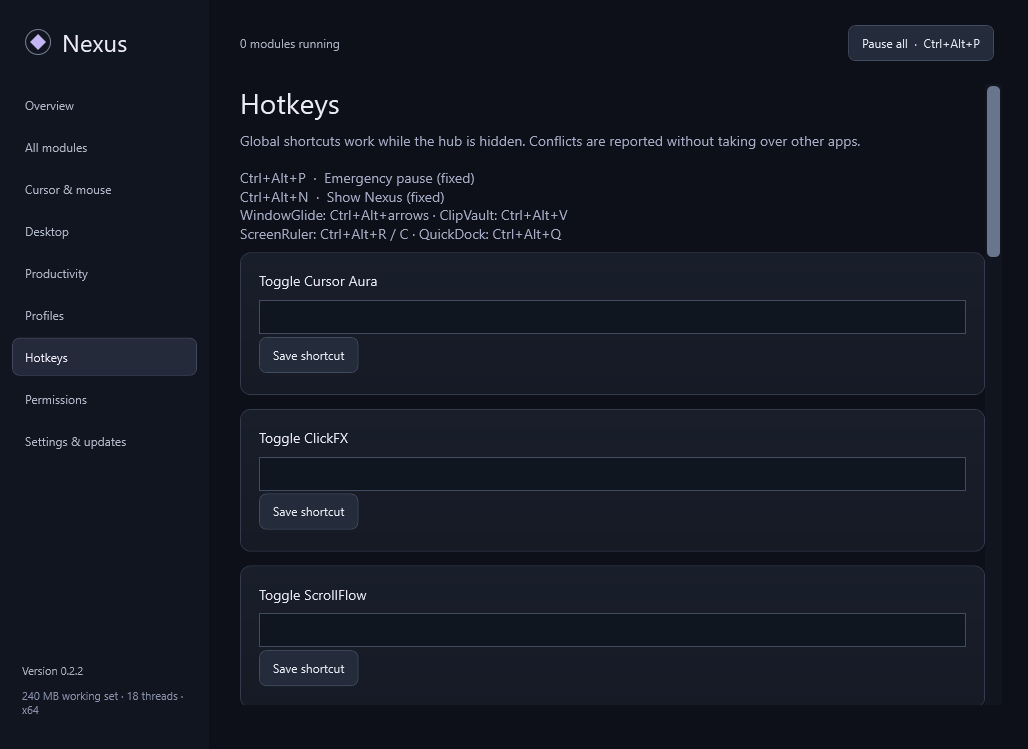 Nexus
0 modules running
Pause all · Ctrl+Alt+P
Overview
All modules
Cursor & mouse
Desktop
Productivity
Profiles
Hotkeys
Permissions
Settings & updates
Version 0.2.2
240 MB working set · 18 threads ·
x64
Hotkeys
Global shortcuts work while the hub is hidden. Conflicts are reported without taking over other apps.
Ctrl+Alt+P · Emergency pause (fixed)
Ctrl+Alt+N · Show Nexus (fixed)
WindowGlide: Ctrl+Alt+arrows · ClipVault: Ctrl+Alt+V
ScreenRuler: Ctrl+Alt+R / C · QuickDock: Ctrl+Alt+Q
Toggle Cursor Aura
Save shortcut
Toggle ClickFX
Save shortcut
Toggle ScrollFlow
Save shortcut